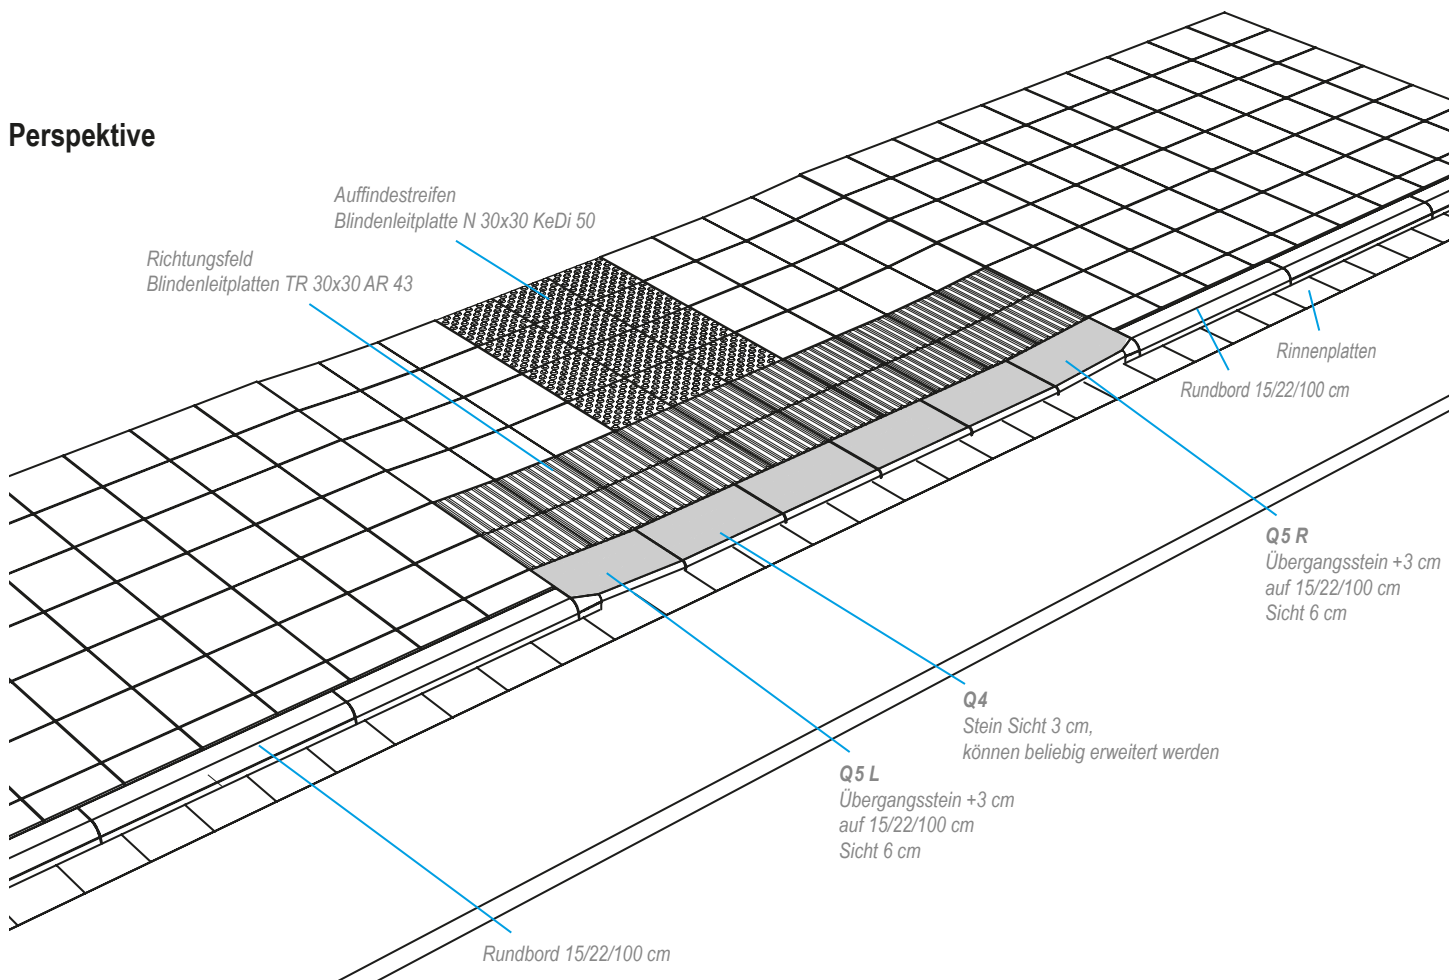 Perspektive
Auffindestreifen
Blindenleitplatte N 30x30 KeDi 50
Richtungsfeld
Blindenleitplatten TR 30x30 AR 43
Rinnenplatten
Rundbord 15/22/100 cm
Q5 R
Übergangsstein +3 cm
auf 15/22/100 cm
Sicht 6 cm
Q4
Stein Sicht 3 cm,
können beliebig erweitert werden
Q5 L
Übergangsstein +3 cm
auf 15/22/100 cm
Sicht 6 cm
Rundbord 15/22/100 cm